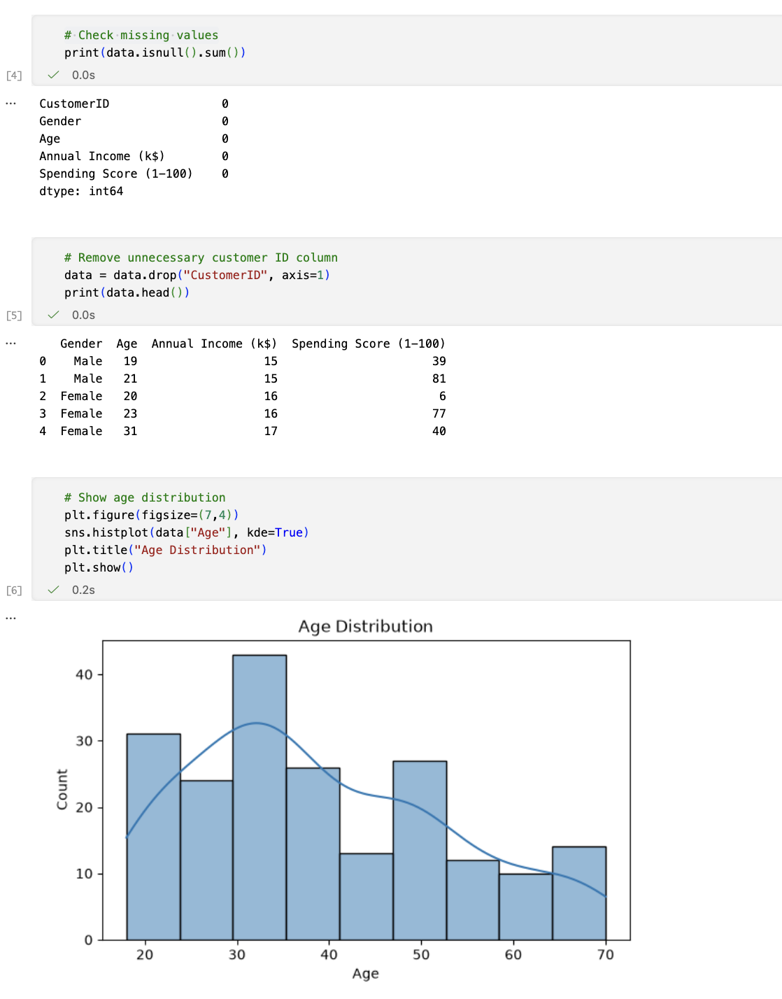 # Check missing values
print(data.isnull().sum())
[4]
0.0s
...
CustomerID 0
Gender 0
Age 0
Annual Income (k$) 0
Spending Score (1-100) 0
dtype: int64
# Remove unnecessary customer ID column
data = data.drop("CustomerID", axis=1)
print(data.head())
[5]
0.0s
...
Gender Age Annual Income (k$) Spending Score (1-100)
0 Male 19 15 39
1 Male 21 15 81
2 Female 20 16 6
3 Female 23 16 77
4 Female 31 17 40
# Show age distribution
plt.figure(figsize=(7,4))
sns.histplot(data["Age"], kde=True)
plt.title("Age Distribution")
plt.show()
[6]
0.2s
...
Age Distribution
40
30
20
10
0
Count
20 30 40 50 60 70
Age